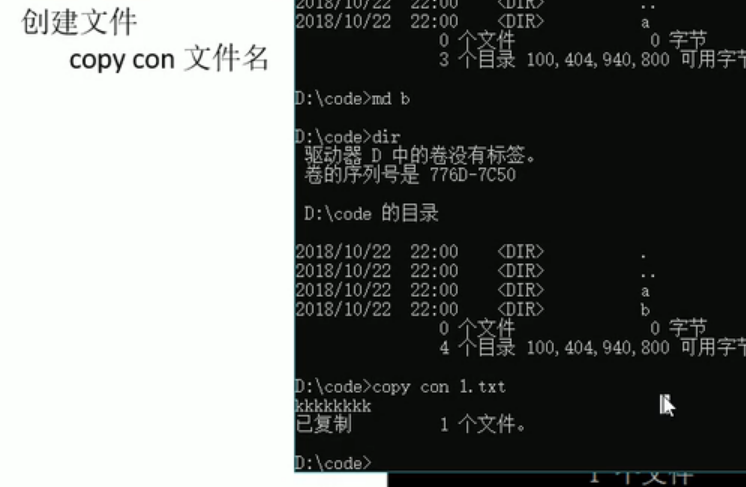 创建文件
copy con 文件名
2018/10/22 22:00 <DIR> ..
2018/10/22 22:00 <DIR> a
0 个文件 0 字节
3 个目录 100,404,940,800 可用字节
D:\code>md b
D:\code>dir
驱动器 D 中的卷没有标签。
卷的序列号是 776D-7C50
D:\code 的目录
2018/10/22 22:00 <DIR> .
2018/10/22 22:00 <DIR> ..
2018/10/22 22:00 <DIR> a
2018/10/22 22:00 <DIR> b
0 个文件 0 字节
4 个目录 100,404,940,800 可用字节
D:\code>copy con 1.txt
kkkkkkkk
已复制 1 个文件。
D:\code>
1 个文件